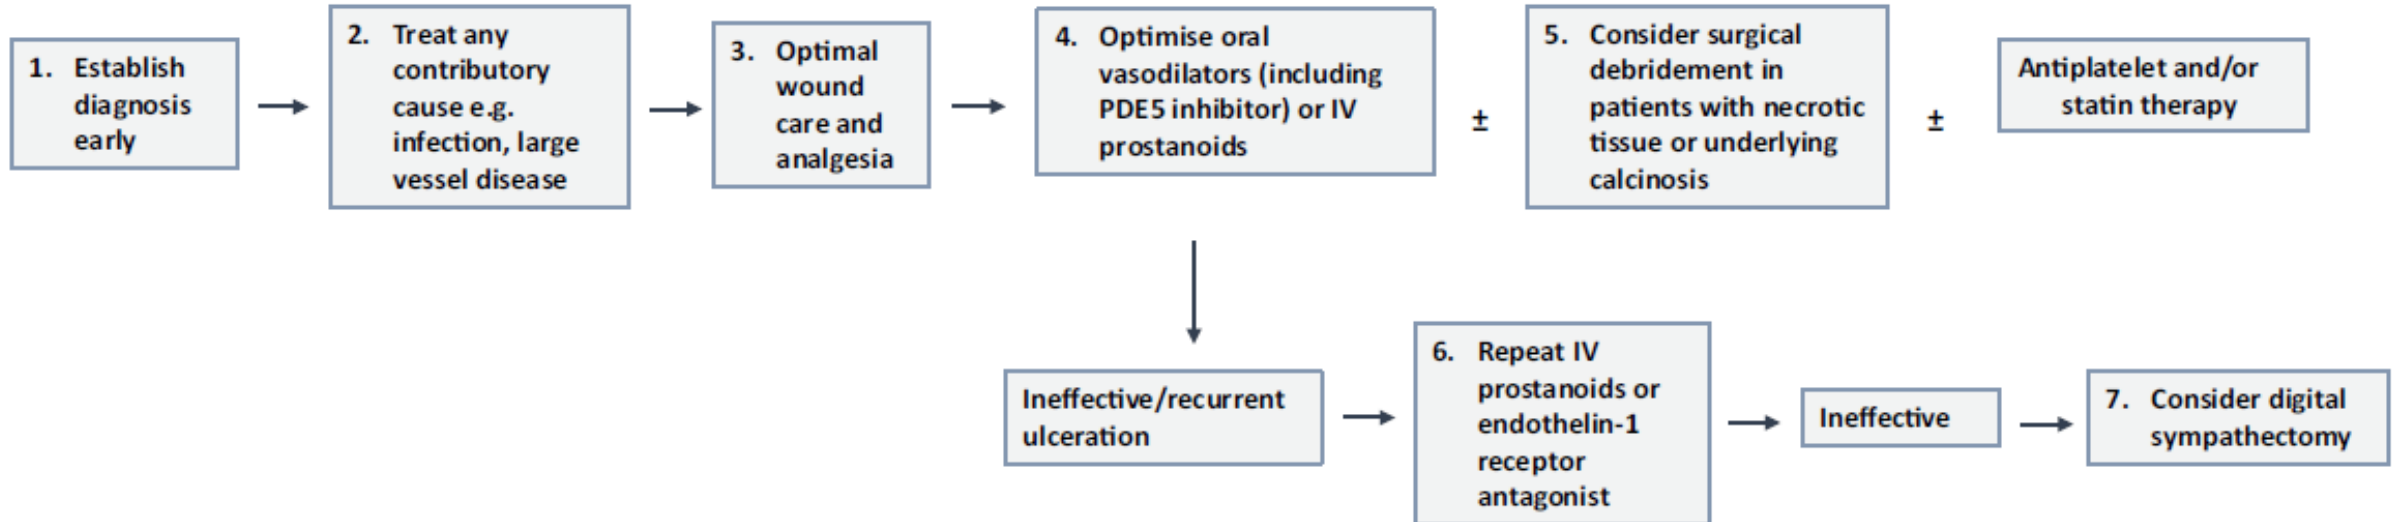 1. Establish
diagnosis
early
2. Treat any
contributory
cause e.g.
infection, large
vessel disease
3. Optimal
wound
care and
analgesia
4. Optimise oral
vasodilators (including
PDE5 inhibitor) or IV
prostanoids
±
5. Consider surgical
debridement in
patients with necrotic
tissue or underlying
calcinosis
±
Antiplatelet and/or
statin therapy
Ineffective/recurrent
ulceration
6. Repeat IV
prostanoids or
endothelin-1
receptor
antagonist
Ineffective
7. Consider digital
sympathectomy